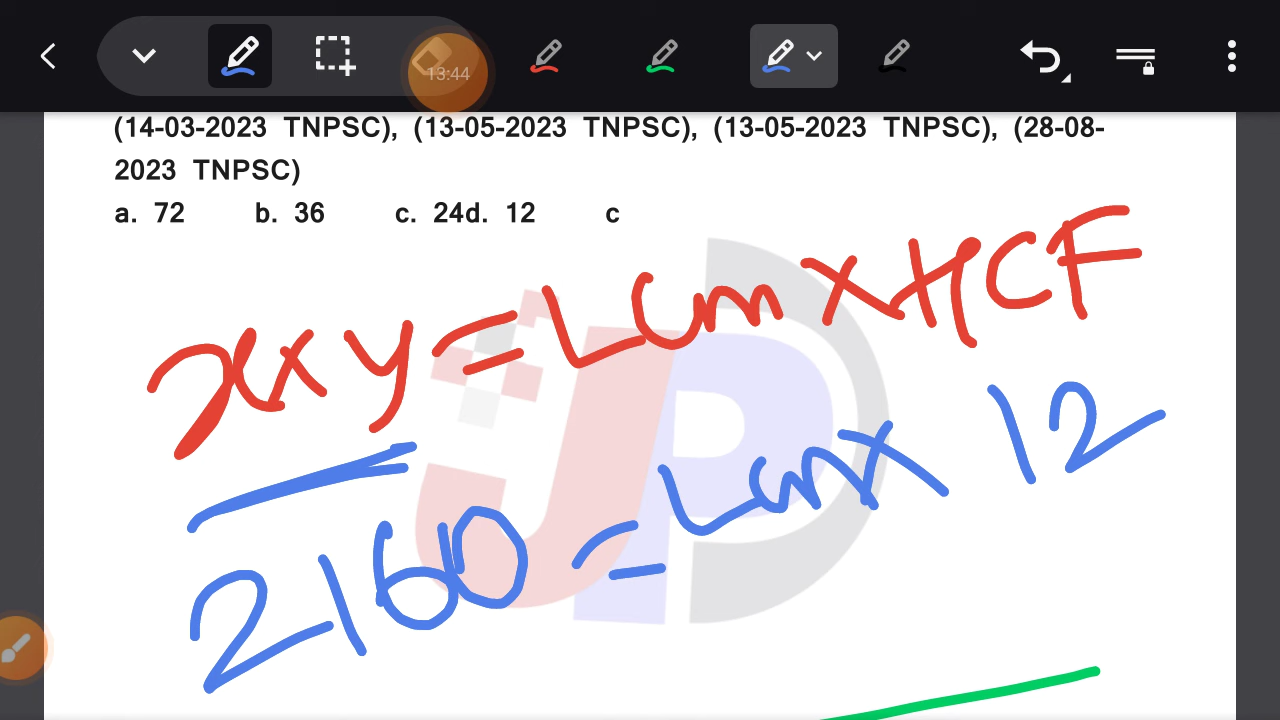 13:44
(14-03-2023 TNPSC), (13-05-2023 TNPSC), (13-05-2023 TNPSC), (28-08-
2023 TNPSC)
a. 72 b. 36 c. 24d. 12 c
x × y = LCM × HCF
2160 = LCM × 12
JP